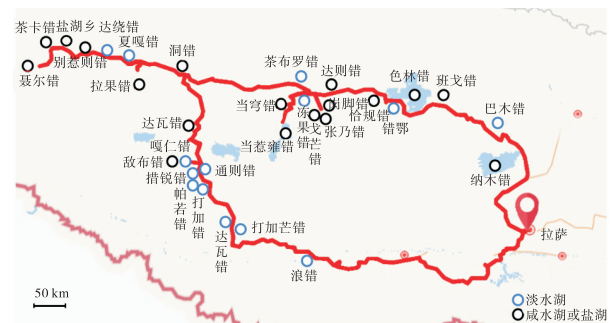 茶卡错
盐湖乡
达绕错
夏嘎错
聂尔错
别惹则错
洞错
拉果错
茶布罗错
达则错
色林错
班戈错
当穹错
冻果错
戈芒错
岗脚错
张乃错
恰规错
错鄂
巴木错
当惹雍错
纳木错
达瓦错
嘎仁错
敌布错
措锐错
通则错
帕若错
打加错
达瓦错
打加芒错
浪错
拉萨
50 km
淡水湖
咸水湖或盐湖